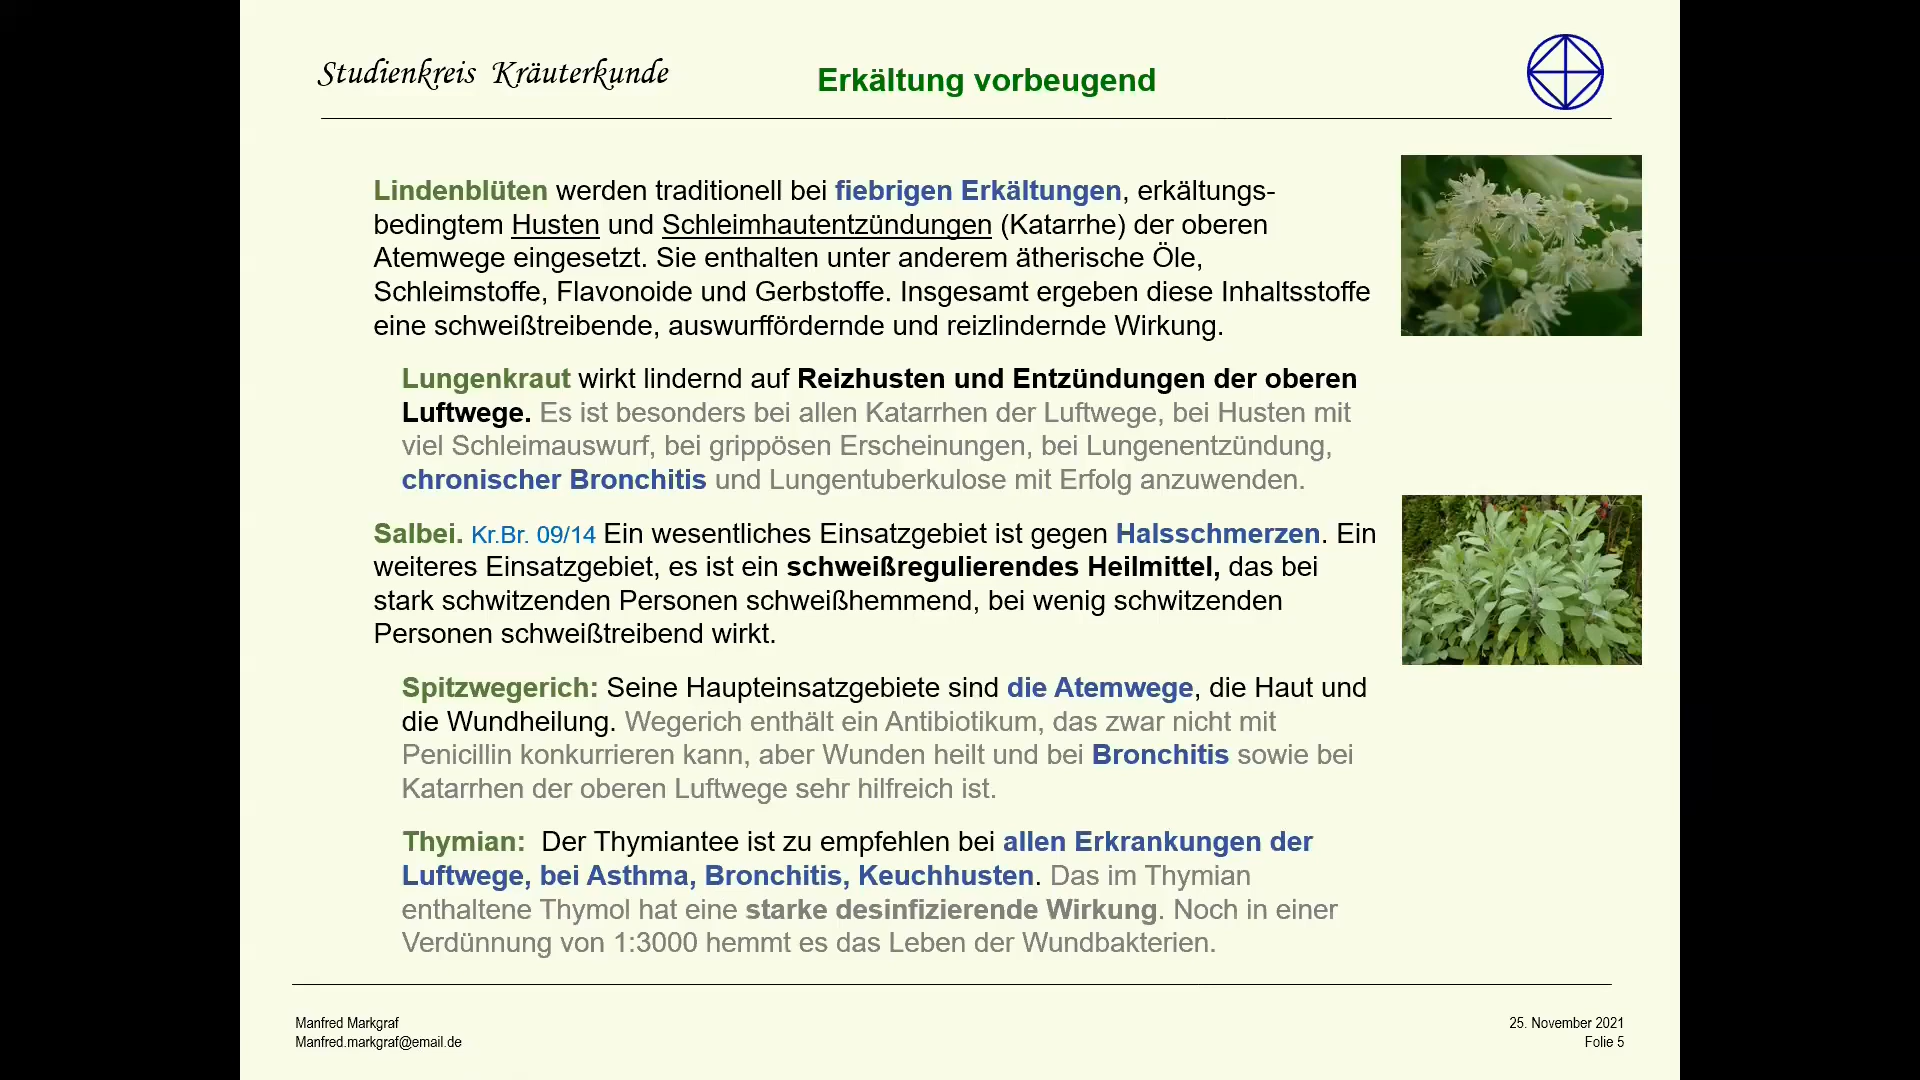 Studienkreis Kräuterkunde
Erkältung vorbeugend
Lindenblüten werden traditionell bei fiebrigen Erkältungen, erkältungs-
bedingtem Husten und Schleimhautentzündungen (Katarrhe) der oberen
Atemwege eingesetzt. Sie enthalten unter anderem ätherische Öle,
Schleimstoffe, Flavonoide und Gerbstoffe. Insgesamt ergeben diese Inhaltsstoffe
eine schweißtreibende, auswurffördernde und reizlindernde Wirkung.
Lungenkraut wirkt lindernd auf Reizhusten und Entzündungen der oberen
Luftwege. Es ist besonders bei allen Katarrhen der Luftwege, bei Husten mit
viel Schleimauswurf, bei grippösen Erscheinungen, bei Lungenentzündung,
chronischer Bronchitis und Lungentuberkulose mit Erfolg anzuwenden.
Salbei. Kr.Br. 09/14 Ein wesentliches Einsatzgebiet ist gegen Halsschmerzen. Ein
weiteres Einsatzgebiet, es ist ein schweißregulierendes Heilmittel, das bei
stark schwitzenden Personen schweißhemmend, bei wenig schwitzenden
Personen schweißtreibend wirkt.
Spitzwegerich: Seine Haupteinsatzgebiete sind die Atemwege, die Haut und
die Wundheilung. Wegerich enthält ein Antibiotikum, das zwar nicht mit
Penicillin konkurrieren kann, aber Wunden heilt und bei Bronchitis sowie bei
Katarrhen der oberen Luftwege sehr hilfreich ist.
Thymian: Der Thymiantee ist zu empfehlen bei allen Erkrankungen der
Luftwege, bei Asthma, Bronchitis, Keuchhusten. Das im Thymian
enthaltene Thymol hat eine starke desinfizierende Wirkung. Noch in einer
Verdünnung von 1:3000 hemmt es das Leben der Wundbakterien.
Manfred Markgraf
Manfred.markgraf@email.de
25. November 2021
Folie 5